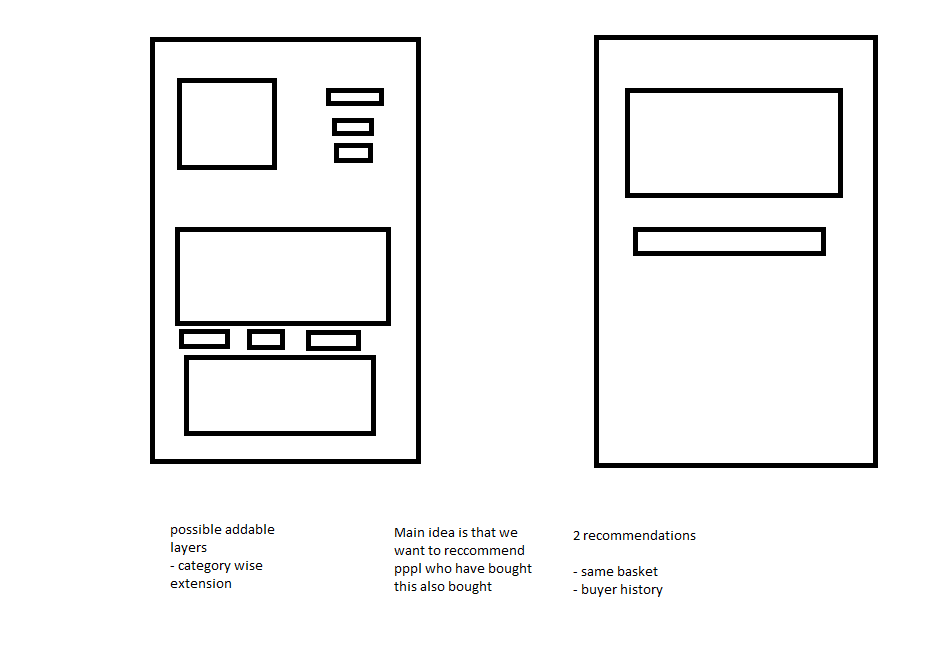 possible addable
layers
- category wise
extension
Main idea is that we
want to reccommend
pppl who have bought
this also bought
2 recommendations
- same basket
- buyer history